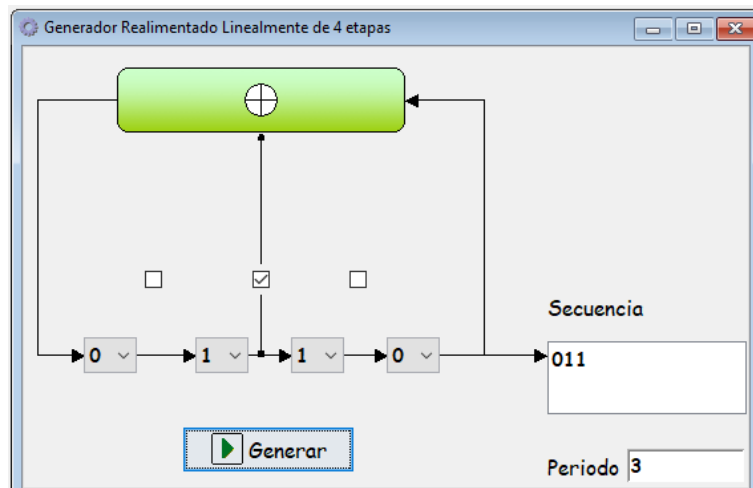 Generador Realimentado Linealmente de 4 etapas
Secuencia
0 1 1 0
011
Generar
Periodo 3